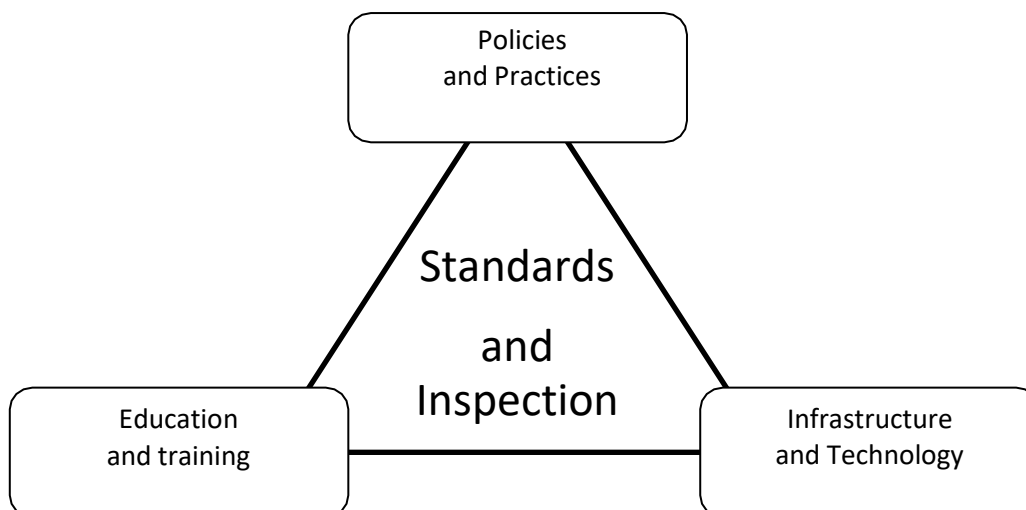 Policies
and Practices
Standards
and
Inspection
Education
and training
Infrastructure
and Technology